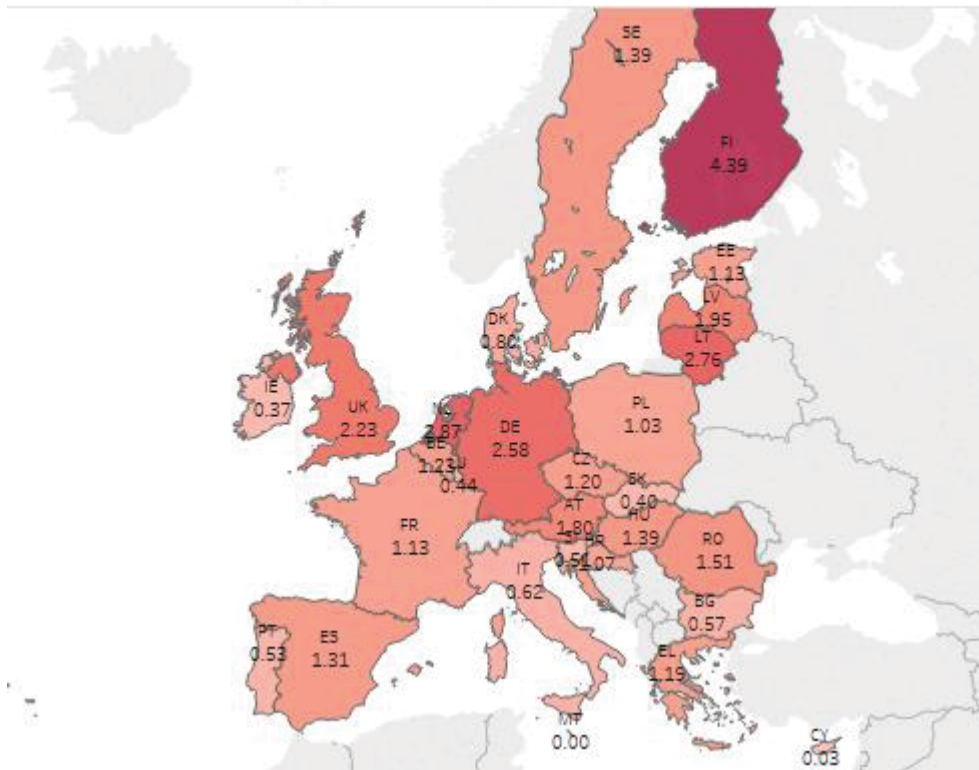 SE
1.39
FI
4.39
EE
1.13
LV
1.95
LT
2.76
DK
0.80
IE
0.37
UK
2.23
NL
2.87
BE
1.23
LU
0.44
DE
2.58
PL
1.03
CZ
1.20
SK
0.40
AT
1.80
HU
1.39
FR
1.13
SI
HR
IT
0.62
RO
1.51
BG
0.57
PT
0.53
ES
1.31
EL
1.19
MT
0.00
CY
0.03